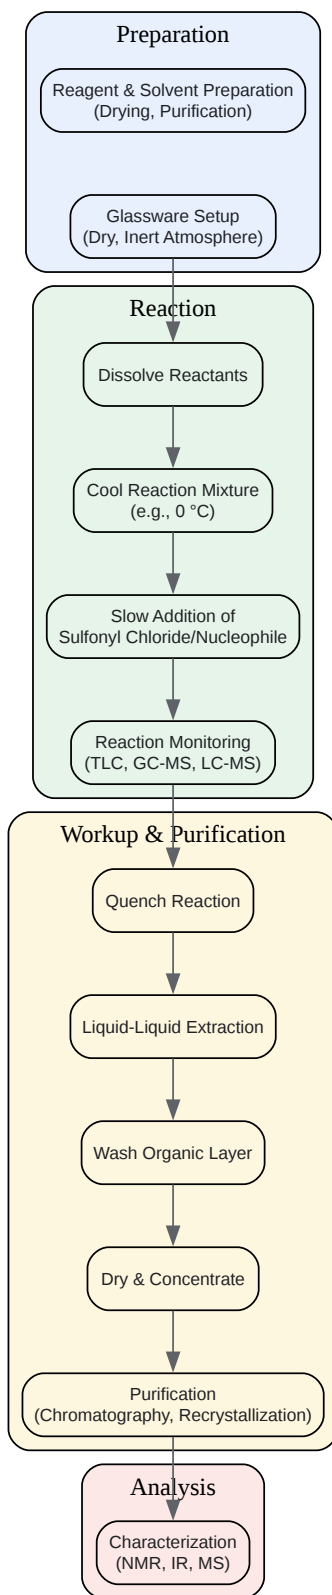 Preparation
Reagent & Solvent Preparation
(Drying, Purification)
Glassware Setup
(Dry, Inert Atmosphere)
Reaction
Dissolve Reactants
Cool Reaction Mixture
(e.g., 0 °C)
Slow Addition of
Sulfonyl Chloride/Nucleophile
Reaction Monitoring
(TLC, GC-MS, LC-MS)
Workup & Purification
Quench Reaction
Liquid-Liquid Extraction
Wash Organic Layer
Dry & Concentrate
Purification
(Chromatography, Recrystallization)
Analysis
Characterization
(NMR, IR, MS)